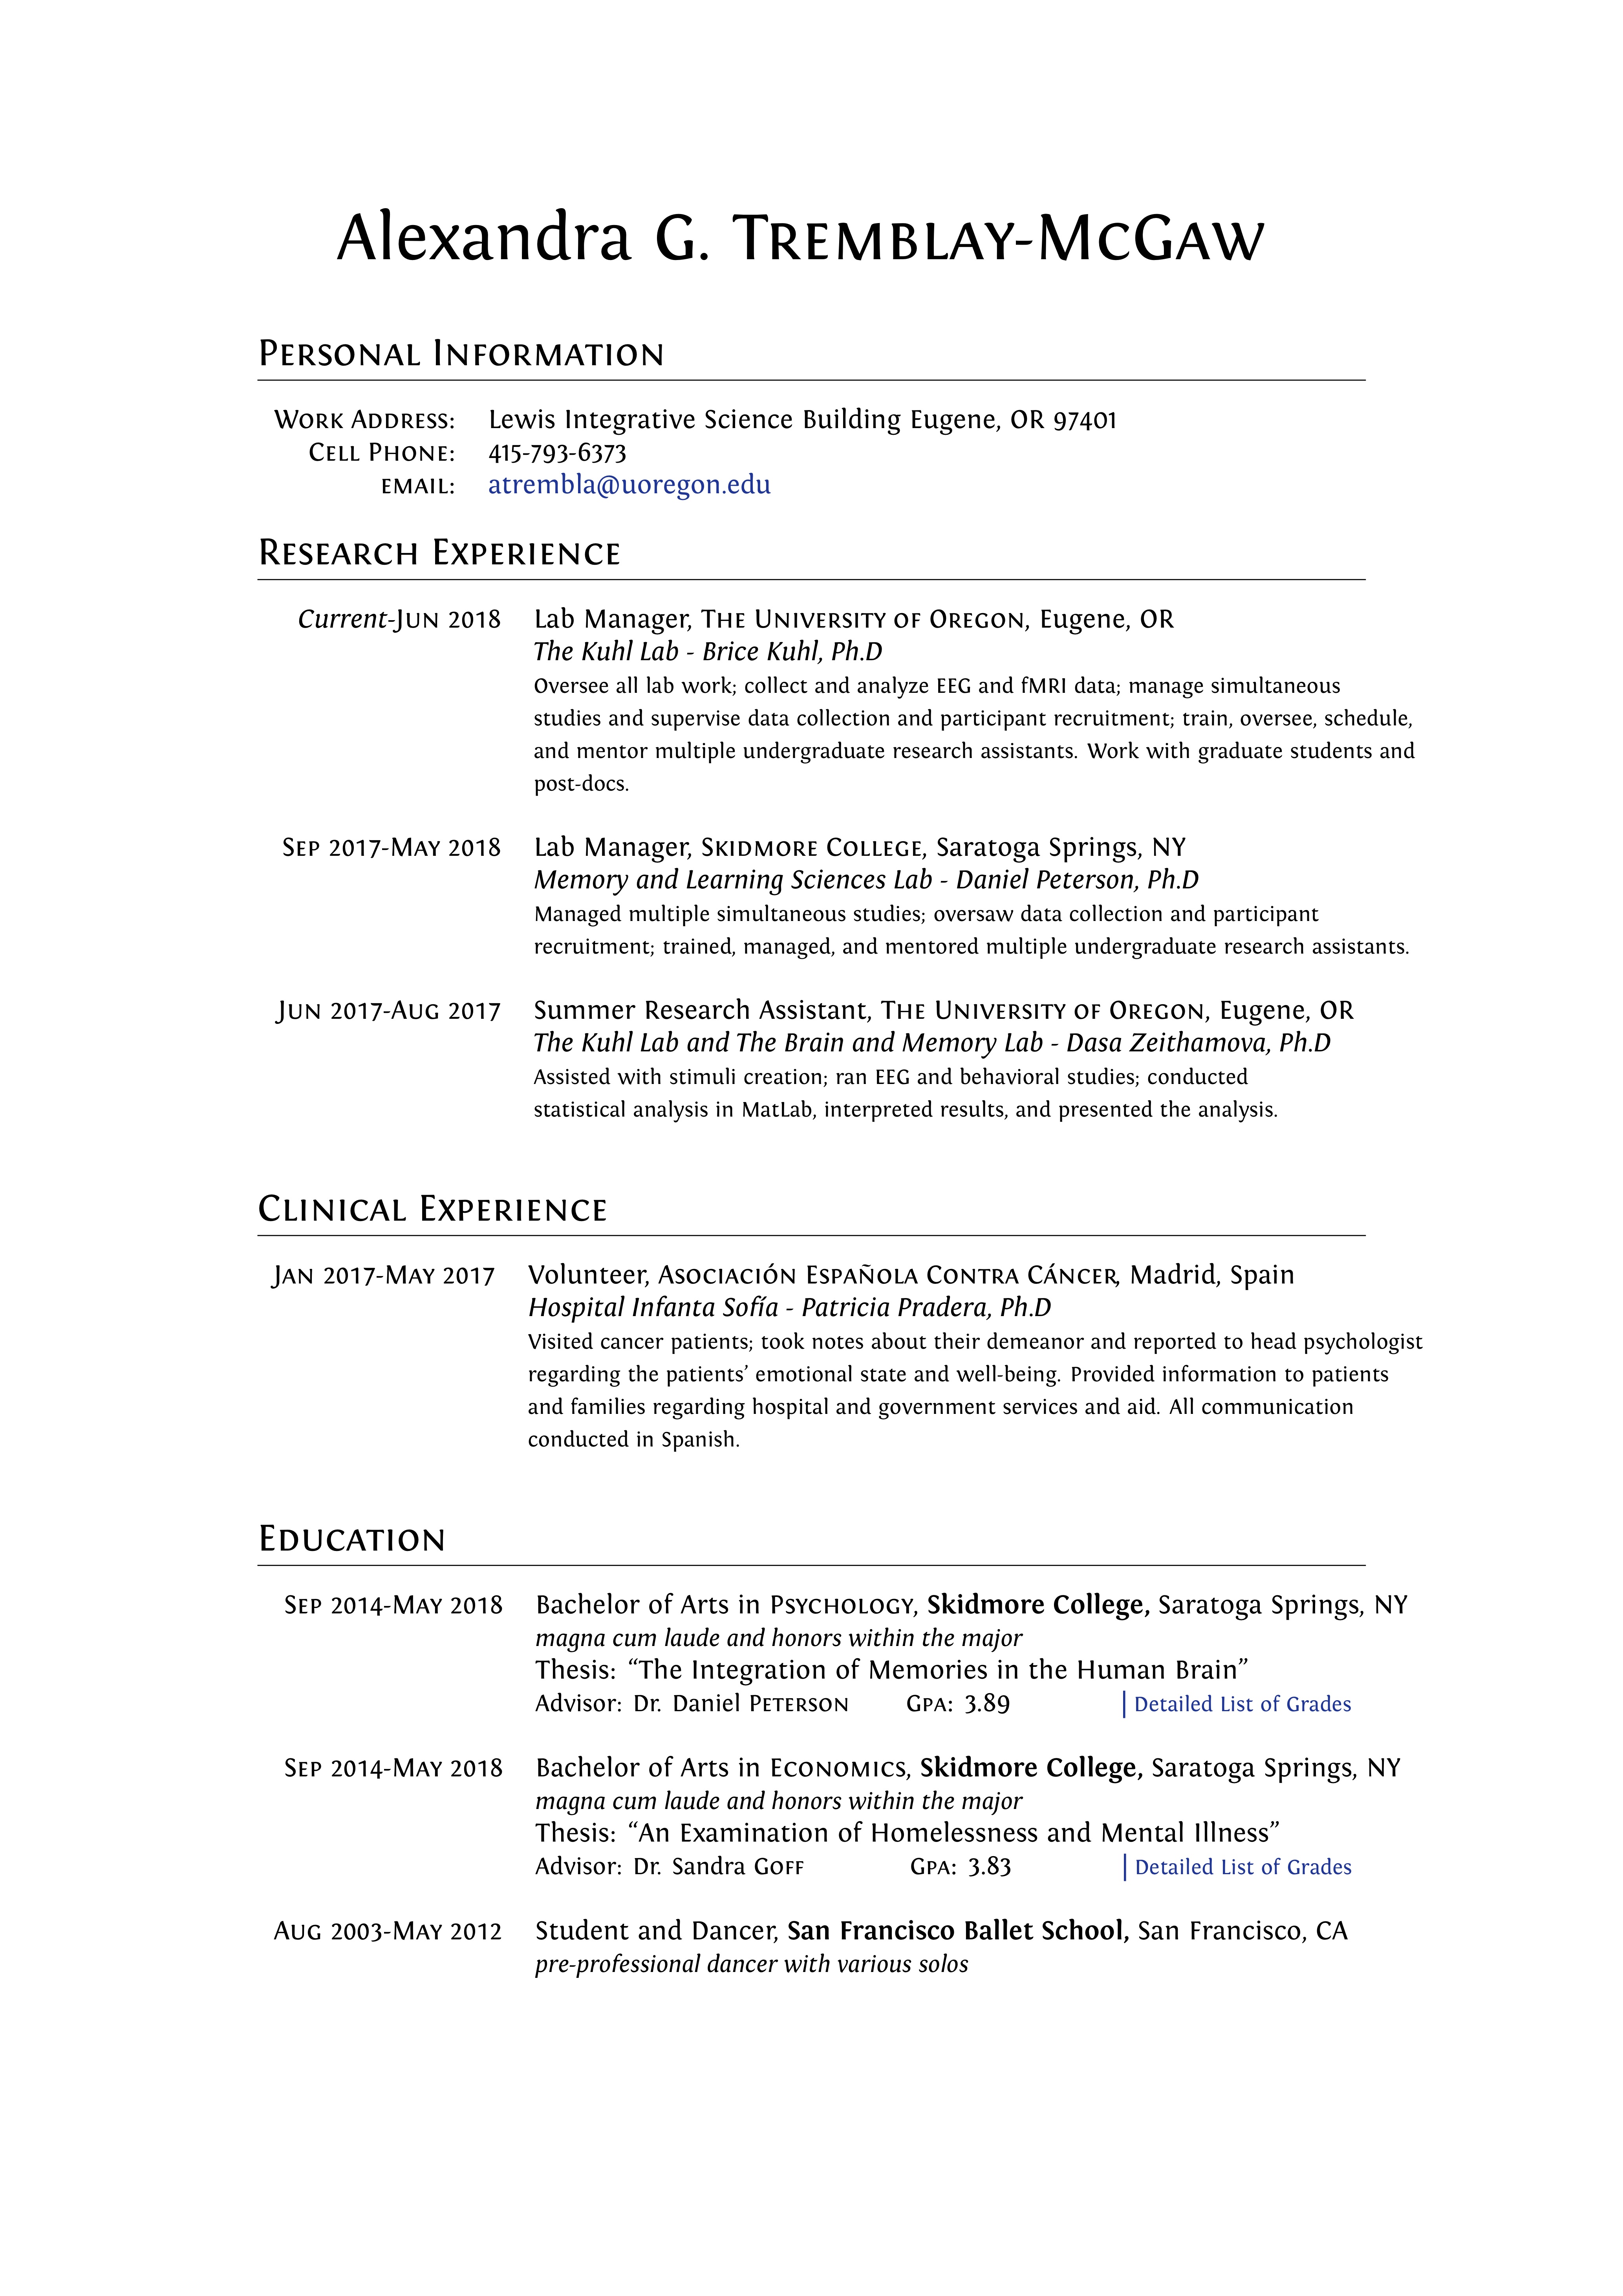 Alexandra G. Tremblay-McGaw
Personal Information
Work Address: Lewis Integrative Science Building Eugene, OR 97401
Cell Phone: 415-793-6373
email: atrembla@uoregon.edu
Research Experience
Current-Jun 2018 Lab Manager, The University of Oregon, Eugene, OR
The Kuhl Lab - Brice Kuhl, Ph.D
Oversee all lab work; collect and analyze EEG and fMRI data; manage simultaneous
studies and supervise data collection and participant recruitment; train, oversee, schedule,
and mentor multiple undergraduate research assistants. Work with graduate students and
post-docs.
Sep 2017-May 2018 Lab Manager, Skidmore College, Saratoga Springs, NY
Memory and Learning Sciences Lab - Daniel Peterson, Ph.D
Managed multiple simultaneous studies; oversaw data collection and participant
recruitment; trained, managed, and mentored multiple undergraduate research assistants.
Jun 2017-Aug 2017 Summer Research Assistant, The University of Oregon, Eugene, OR
The Kuhl Lab and The Brain and Memory Lab - Dasa Zeithamova, Ph.D
Assisted with stimuli creation; ran EEG and behavioral studies; conducted
statistical analysis in MatLab, interpreted results, and presented the analysis.
Clinical Experience
Jan 2017-May 2017 Volunteer, Asociación Española Contra Cáncer, Madrid, Spain
Hospital Infanta Sofía - Patricia Pradera, Ph.D
Visited cancer patients; took notes about their demeanor and reported to head psychologist
regarding the patients' emotional state and well-being. Provided information to patients
and families regarding hospital and government services and aid. All communication
conducted in Spanish.
Education
Sep 2014-May 2018 Bachelor of Arts in Psychology, Skidmore College, Saratoga Springs, NY
magna cum laude and honors within the major
Thesis: “The Integration of Memories in the Human Brain”
Advisor: Dr. Daniel Peterson Gpa: 3.89 | Detailed List of Grades
Sep 2014-May 2018 Bachelor of Arts in Economics, Skidmore College, Saratoga Springs, NY
magna cum laude and honors within the major
Thesis: “An Examination of Homelessness and Mental Illness”
Advisor: Dr. Sandra Goff Gpa: 3.83 | Detailed List of Grades
Aug 2003-May 2012 Student and Dancer, San Francisco Ballet School, San Francisco, CA
pre-professional dancer with various solos